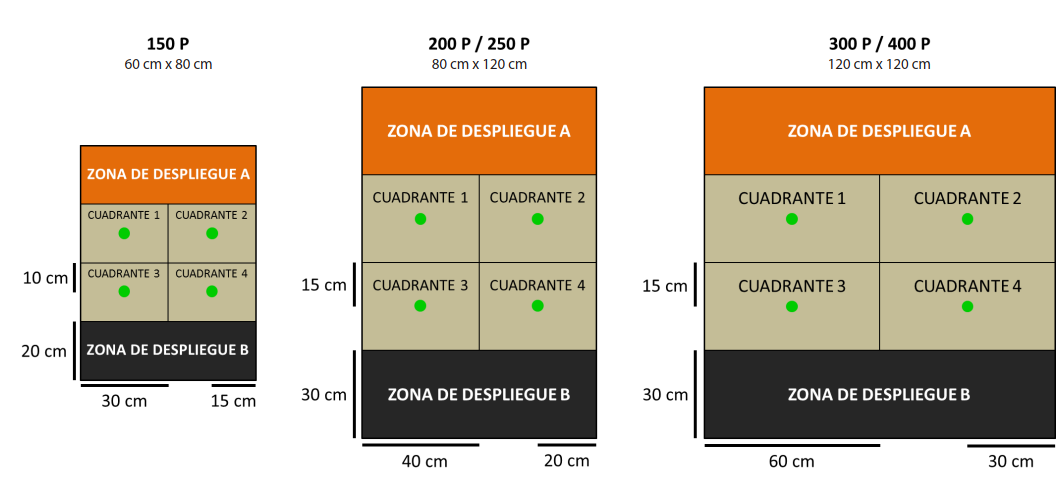 150 P
60 cm x 80 cm
ZONA DE DESPLIEGUE A
CUADRANTE 1
CUADRANTE 2
CUADRANTE 3
CUADRANTE 4
ZONA DE DESPLIEGUE B
10 cm
20 cm
30 cm
15 cm
200 P / 250 P
80 cm x 120 cm
ZONA DE DESPLIEGUE A
CUADRANTE 1
CUADRANTE 2
CUADRANTE 3
CUADRANTE 4
ZONA DE DESPLIEGUE B
15 cm
30 cm
40 cm
20 cm
300 P / 400 P
120 cm x 120 cm
ZONA DE DESPLIEGUE A
CUADRANTE 1
CUADRANTE 2
CUADRANTE 3
CUADRANTE 4
ZONA DE DESPLIEGUE B
15 cm
30 cm
60 cm
30 cm